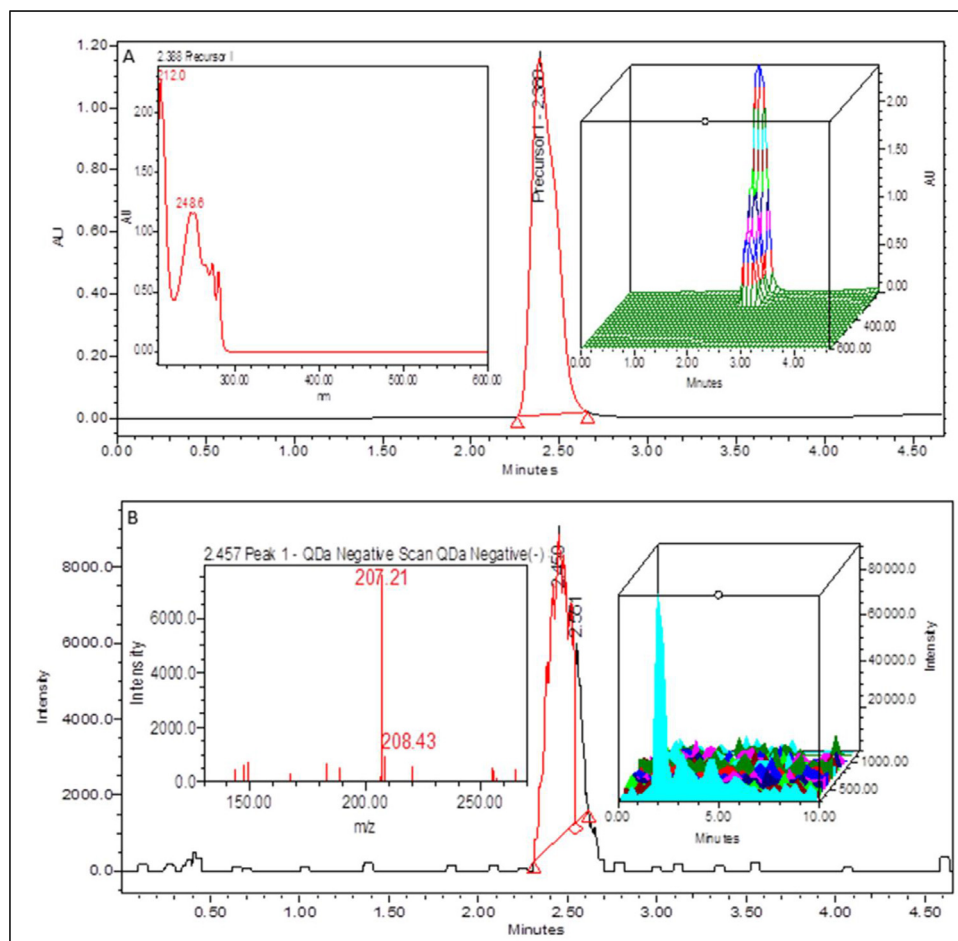 A
2.388 Precursor I
212.0
248.6
AU
2.00
1.50
1.00
0.50
0.00
300.00 400.00 500.00 600.00
nm
1.20
1.00
0.80
0.60
0.40
0.20
0.00
AU
Precursor I -
2.00
1.50
1.00
0.50
0.00
AU
400.00
600.00
0.00 1.00 2.00 3.00 4.00
Minutes
0.00 0.50 1.00 1.50 2.00 2.50 3.00 3.50 4.00 4.50
Minutes
B
2.457 Peak 1 - QDa Negative Scan QDa Negative(-)
207.21
208.43
6000.0
4000.0
2000.0
0.0
Intensity
150.00 200.00 250.00
m/z
8000.0
6000.0
4000.0
2000.0
0.0
Intensity
80000.0
60000.0
40000.0
20000.0
0.0
Intensity
1000.00
500.00
0.00 5.00 10.00
Minutes
0.50 1.00 1.50 2.00 2.50 3.00 3.50 4.00 4.50
Minutes